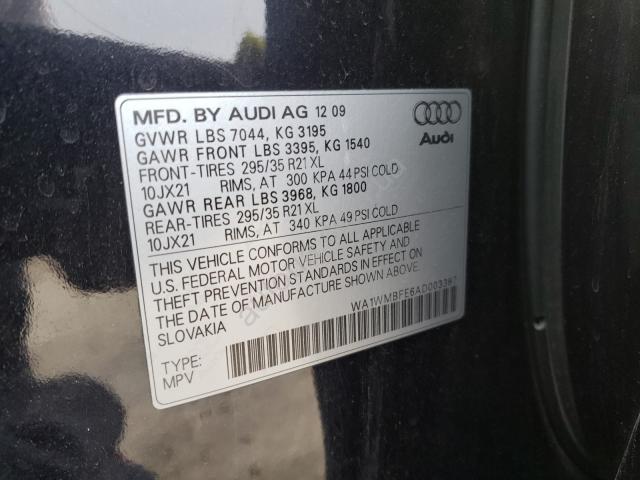 MFD. BY AUDI AG 12 09
GVWR LBS 7044, KG 3195
GAWR FRONT LBS 3395, KG 1540
FRONT-TIRES 295/35 R21 XL
10JX21 RIMS, AT 300 KPA 44 PSI COLD
GAWR REAR LBS 3968, KG 1800
REAR-TIRES 295/35 R21 XL
10JX21 RIMS, AT 340 KPA 49 PSI COLD
Audi
THIS VEHICLE CONFORMS TO ALL APPLICABLE
U.S. FEDERAL MOTOR VEHICLE SAFETY AND
THEFT PREVENTION STANDARDS IN EFFECT ON
THE DATE OF MANUFACTURE SHOWN ABOVE.
SLOVAKIA
WA1WMBFE6AD003367
TYPE:
MPV